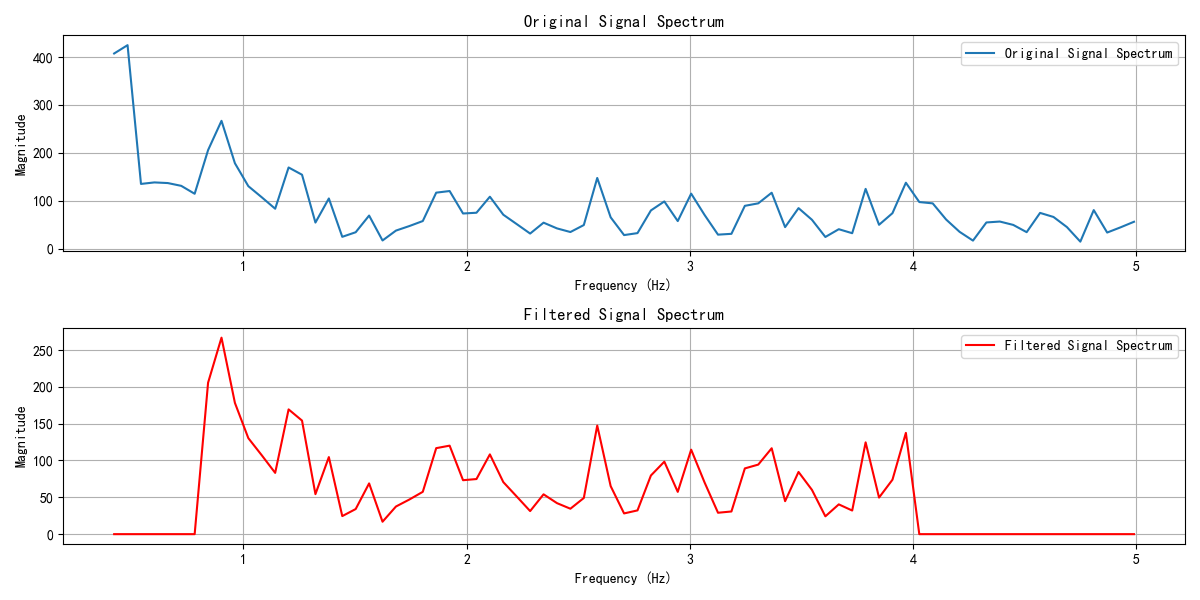 Original Signal Spectrum
Original Signal Spectrum
400
300
200
100
0
Magnitude
1 2 3 4 5
Frequency (Hz)
Filtered Signal Spectrum
Filtered Signal Spectrum
250
200
150
100
50
0
Magnitude
1 2 3 4 5
Frequency (Hz)